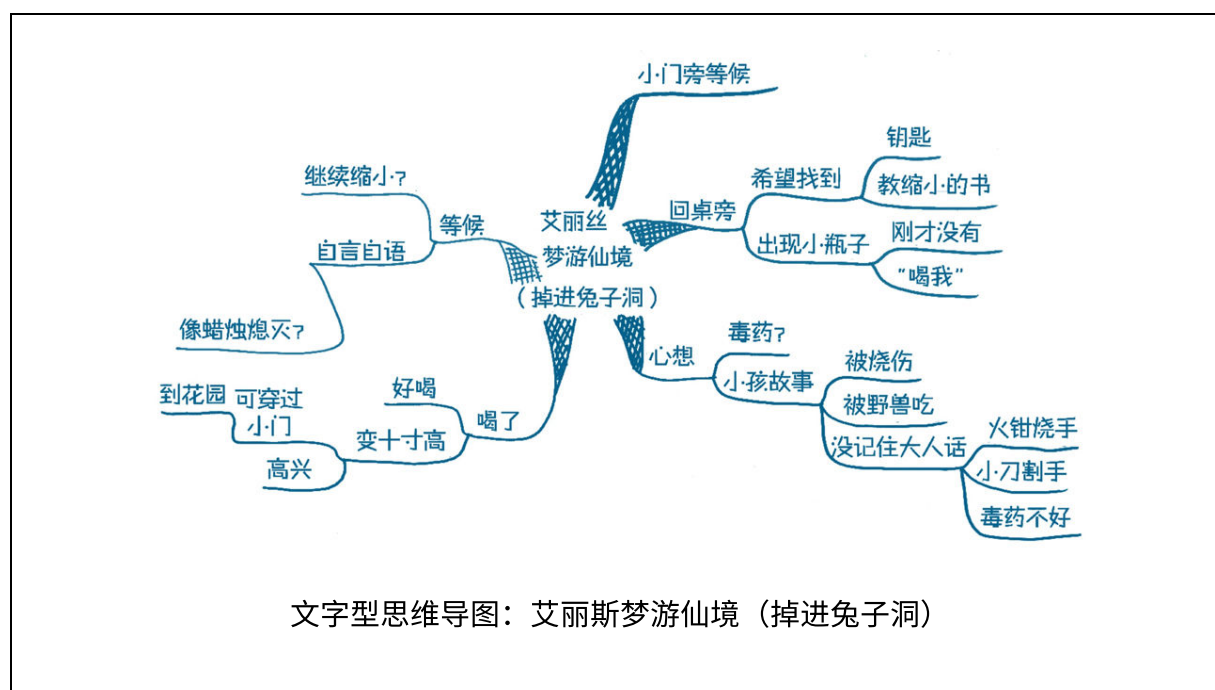 艾丽丝
梦游仙境
（掉进兔子洞）
小门旁等候
回桌旁
希望找到
钥匙
教缩小的书
出现小瓶子
刚才没有
“喝我”
心想
毒药？
小孩故事
被烧伤
被野兽吃
没记住大人话
火钳烧手
小刀割手
毒药不好
喝了
好喝
变十寸高
可穿过
小门
到花园
高兴
等候
继续缩小？
自言自语
像蜡烛熄灭？
文字型思维导图：艾丽斯梦游仙境（掉进兔子洞）